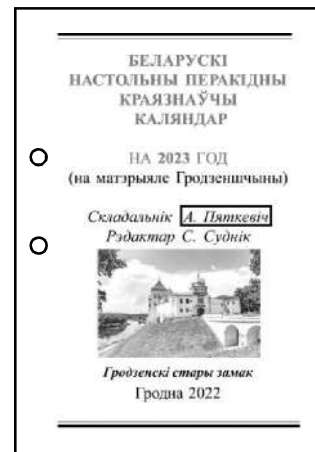 БЕЛАРУСКІ
НАСТОЛЬНЫ ПЕРАКІДНЫ
КРАЯЗНАЎЧЫ
КАЛЯНДАР
НА 2023 ГОД
(на матэрыяле Гродзеншчыны)
Складальнік А. Пяткевіч
Рэдактар С. Суднік
Гродзенскі стары замак
Гродна 2022